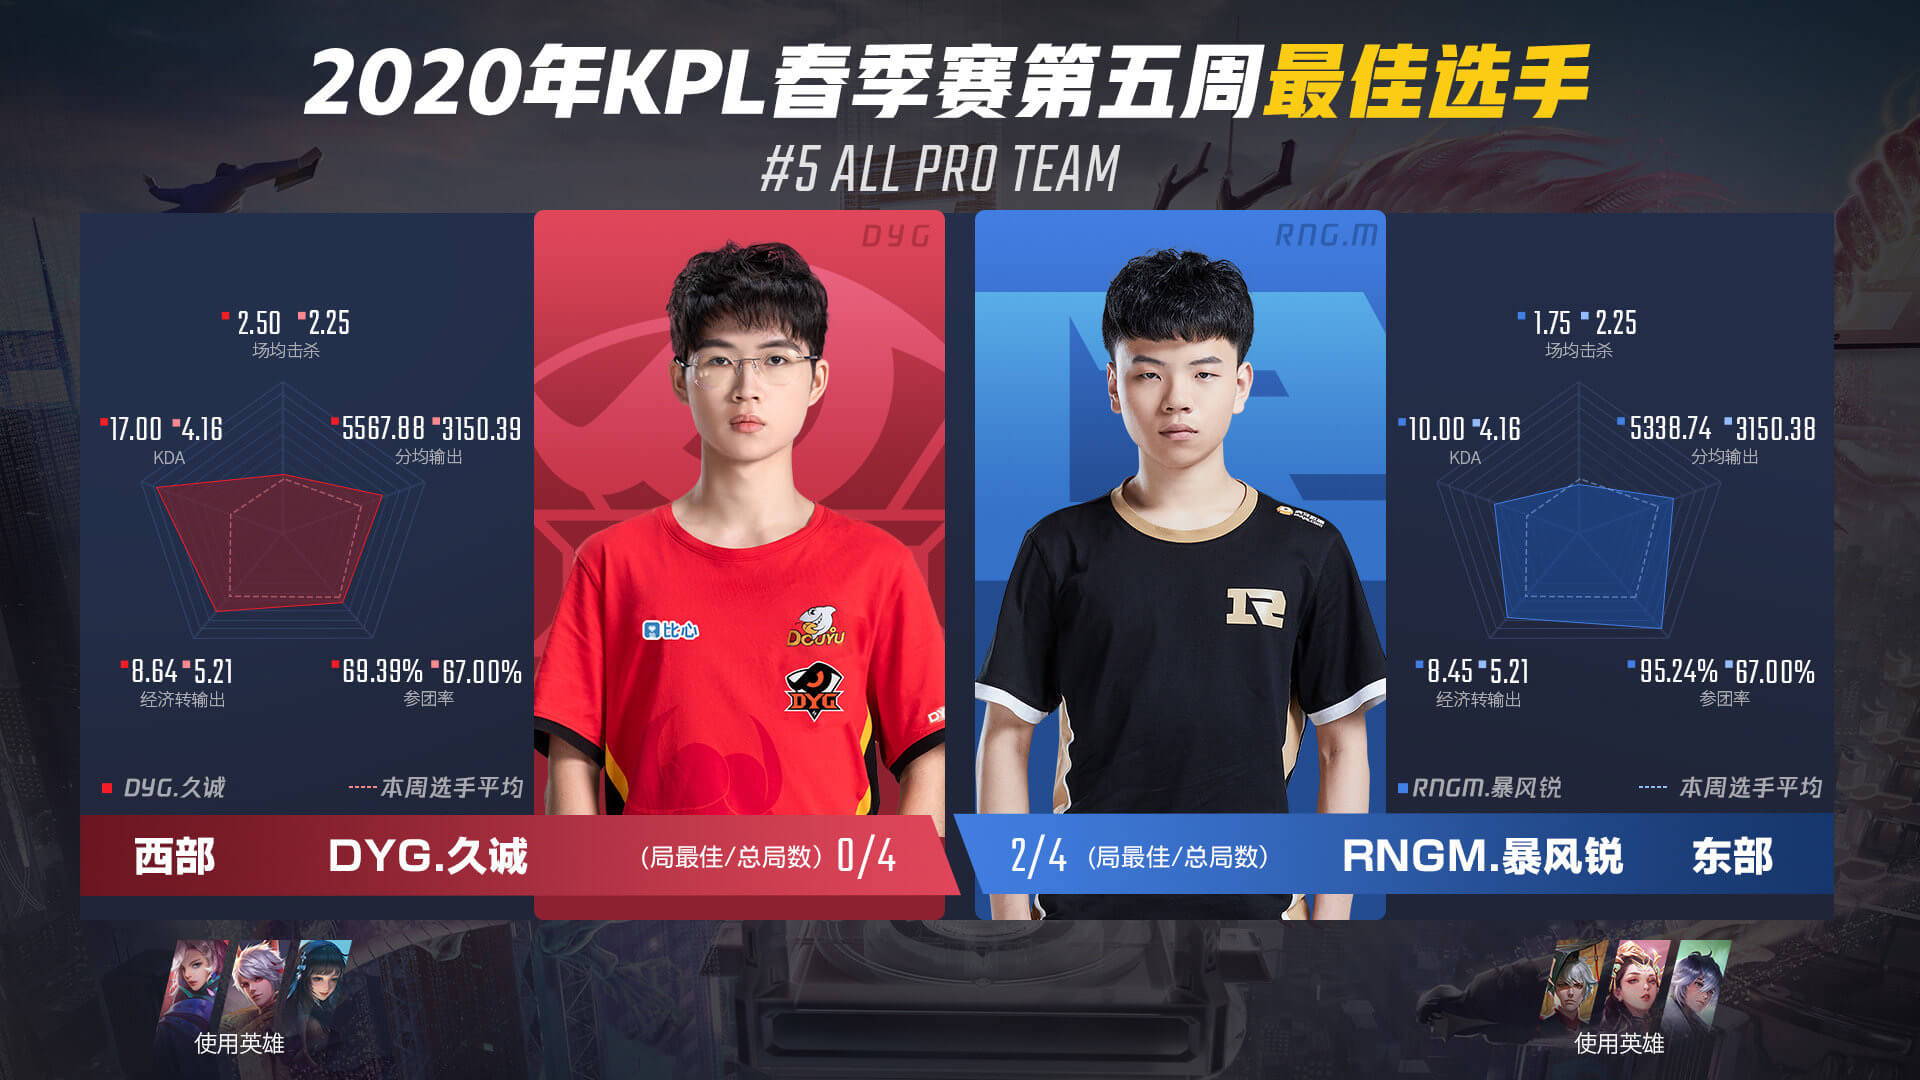 2020年KPL春季赛第五周最佳选手
#5 ALL PRO TEAM
DYG
RNG.M
2.50 2.25
场均击杀
17.00 4.16
KDA
5567.88 3150.39
分均输出
8.64 5.21
经济转输出
69.39% 67.00%
参团率
DYG.久诚
本周选手平均
比心
DOUYU
DYG
DY
1.75 2.25
场均击杀
10.00 4.16
KDA
5338.74 3150.38
分均输出
8.45 5.21
经济转输出
95.24% 67.00%
参团率
RNGM.暴风锐
本周选手平均
R
西部 DYG.久诚 (局最佳/总局数) 0/4
2/4 (局最佳/总局数) RNGM.暴风锐 东部
使用英雄
使用英雄